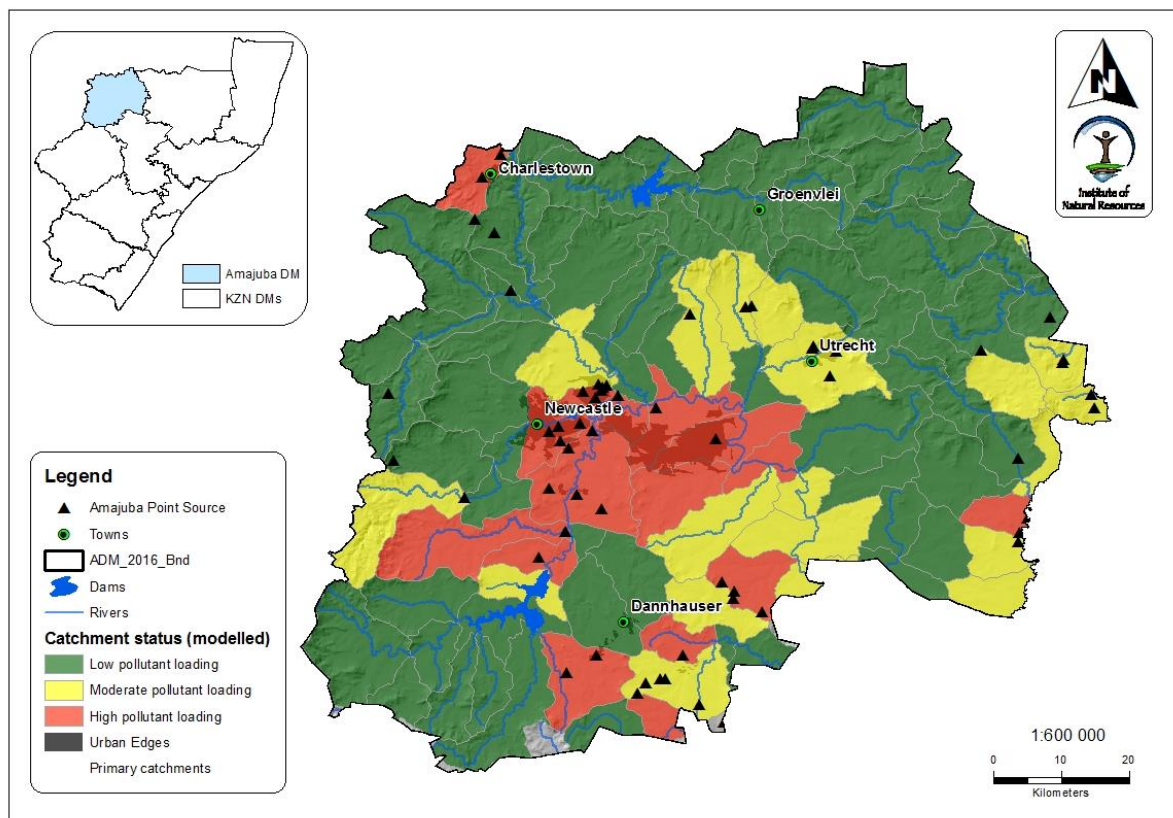 Amajuba DM
KZN DMs
N
Institute of
Natural Resources
Charlestown
Groenvlei
Utrecht
Newcastle
Dannhauser
Legend
Amajuba Point Source
Towns
ADM_2016_Bnd
Dams
Rivers
Catchment status (modelled)
Low pollutant loading
Moderate pollutant loading
High pollutant loading
Urban Edges
Primary catchments
1:600 000
0 10 20
Kilometers